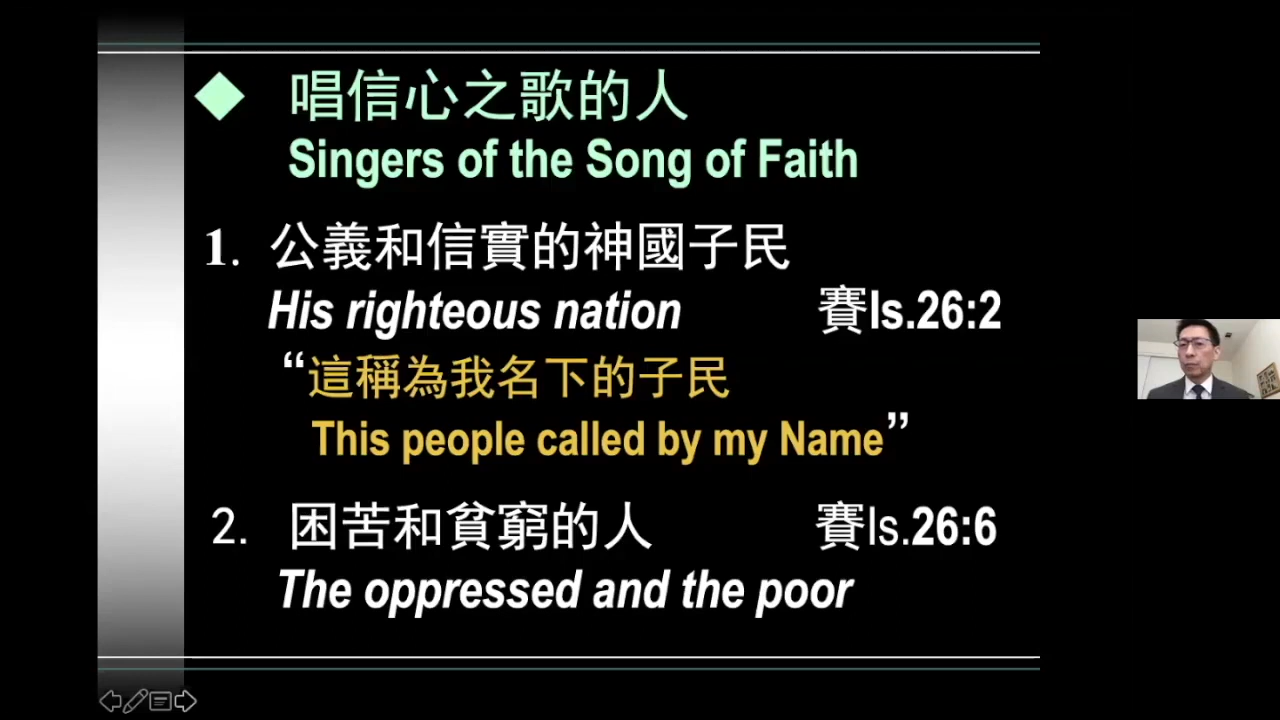 ◆ 唱信心之歌的人
Singers of the Song of Faith
1. 公義和信實的神國子民
His righteous nation 賽Is.26:2
“這稱為我名下的子民
This people called by my Name”
2. 困苦和貧窮的人 賽Is.26:6
The oppressed and the poor